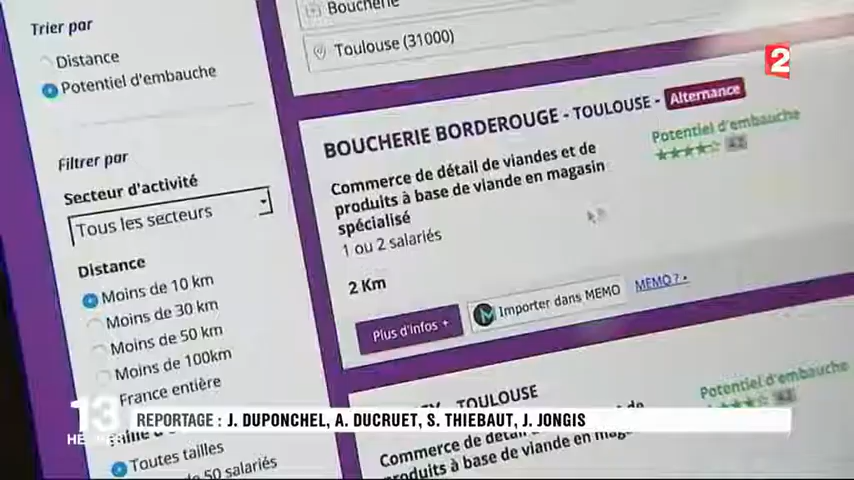 Trier par
Distance
Potentiel d'embauche
Filtrer par
Secteur d'activité
Tous les secteurs
Distance
Moins de 10 km
Moins de 30 km
Moins de 50 km
Moins de 100km
France entière
Toutes tailles
50 salariés
Boucherie
Toulouse (31000)
2
BOUCHERIE BORDEROUGE - TOULOUSE - Alternance
Potentiel d'embauche
4.2
Commerce de détail de viandes et de
produits à base de viande en magasin
spécialisé
1 ou 2 salariés
2 Km
Plus d'infos +
Importer dans MEMO
MEMO ?
TOULOUSE
Potentiel d'embauche
Commerce de détail de viandes et de
produits à base de viande en
13
REPORTAGE : J. DUPONCHEL, A. DUCRUET, S. THIEBAUT, J. JONGIS